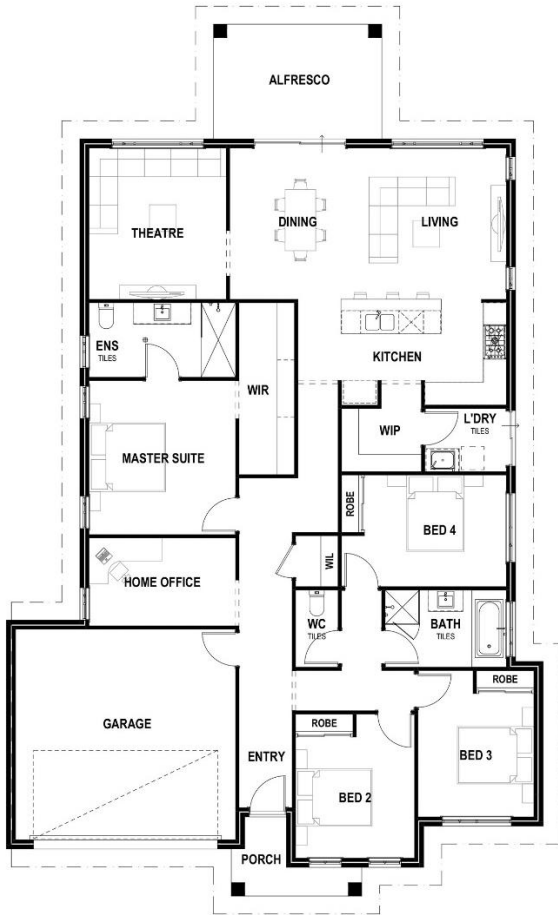 ALFRESCO
THEATRE
DINING
LIVING
ENS
TILES
WIR
KITCHEN
MASTER SUITE
WIP
L'DRY
TILES
ROBE
BED 4
HOME OFFICE
WIL
WC
TILES
BATH
TILES
ROBE
GARAGE
ROBE
ENTRY
BED 3
BED 2
PORCH